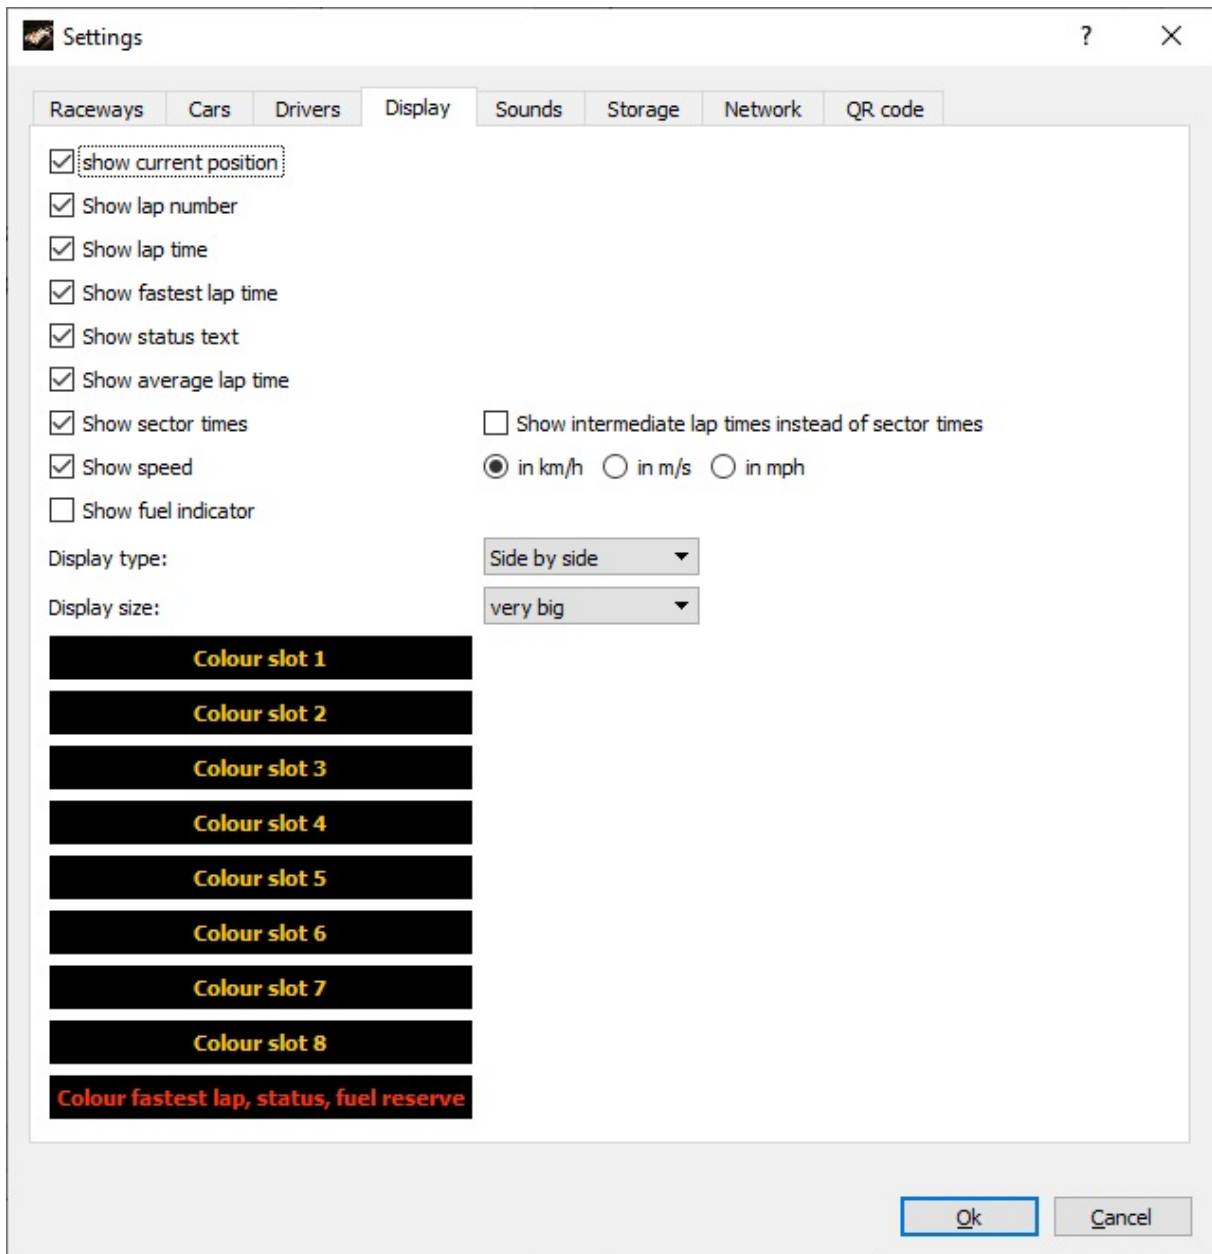 Settings
?
Raceways Cars Drivers Display Sounds Storage Network QR code
show current position
Show lap number
Show lap time
Show fastest lap time
Show status text
Show average lap time
Show sector times Show intermediate lap times instead of sector times
Show speed in km/h in m/s in mph
Show fuel indicator
Display type: Side by side
Display size: very big
Colour slot 1
Colour slot 2
Colour slot 3
Colour slot 4
Colour slot 5
Colour slot 6
Colour slot 7
Colour slot 8
Colour fastest lap, status, fuel reserve
Ok Cancel